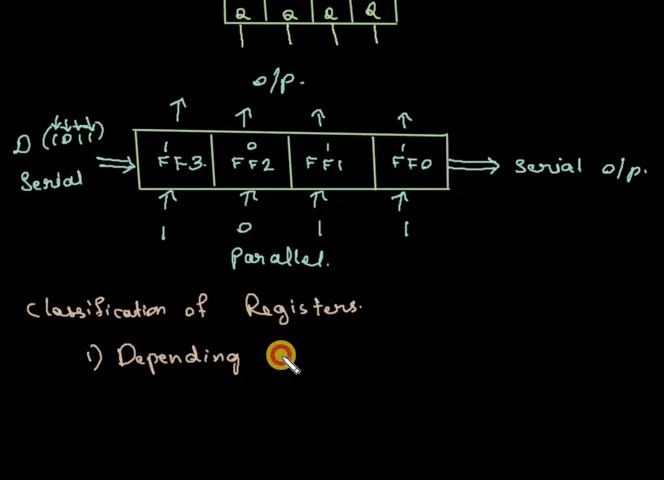 Q Q Q Q
o/p.
D (1011)
1 0 1 1
FF3. FF2 FF1 FF0
Serial
Serial o/p.
1 0 1 1
Parallel.
Classification of Registers.
1) Depending